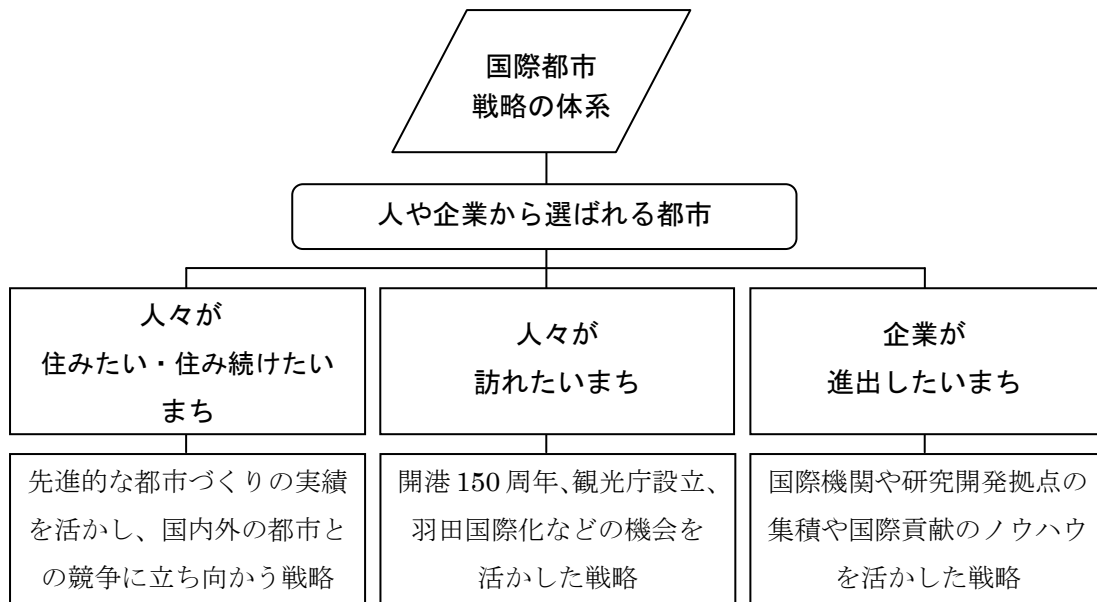 国際都市
戦略の体系
人や企業から選ばれる都市
人々が
住みたい・住み続けたい
まち
人々が
訪れたいまち
企業が
進出したいまち
先進的な都市づくりの実績
を活かし、国内外の都市と
の競争に立ち向かう戦略
開港 150 周年、観光庁設立、
羽田国際化などの機会を
活かした戦略
国際機関や研究開発拠点の
集積や国際貢献のノウハウ
を活かした戦略